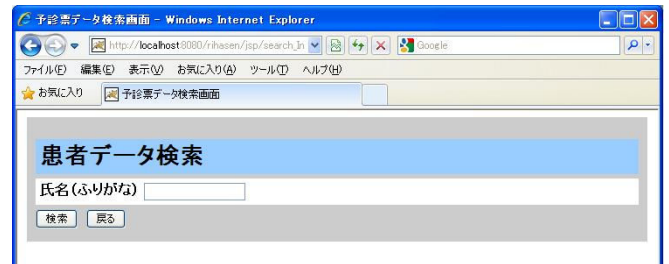 予診票データ検索画面 - Windows Internet Explorer
http://localhost:8080/rihasen/jsp/search_In
Google
ファイル(F) 編集(E) 表示(V) お気に入り(A) ツール(T) ヘルプ(H)
お気に入り 予診票データ検索画面
患者データ検索
氏名(ふりがな)
検索 戻る